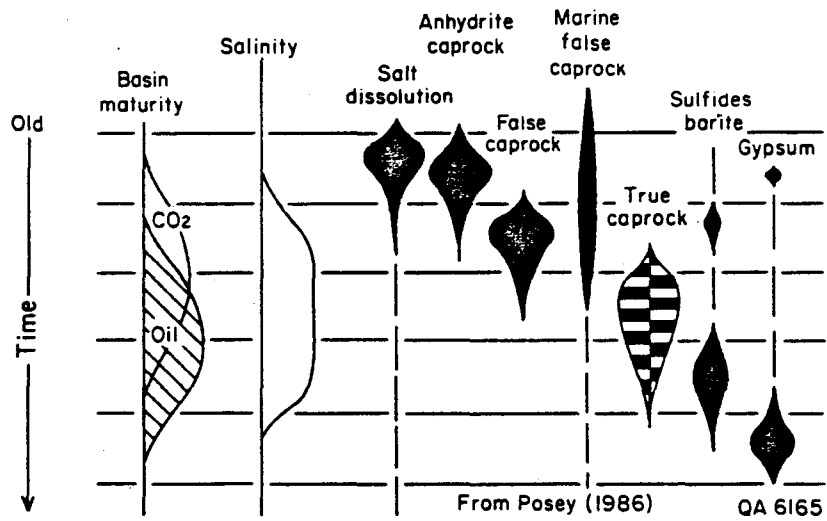 Anhydrite
caprock
Marine
false
caprock
Salinity
Basin
maturity
Salt
dissolution
False
caprock
Sulfides
barite
Gypsum
Old
True
caprock
CO2
Oil
Time
From Posey (1986)
QA 6165